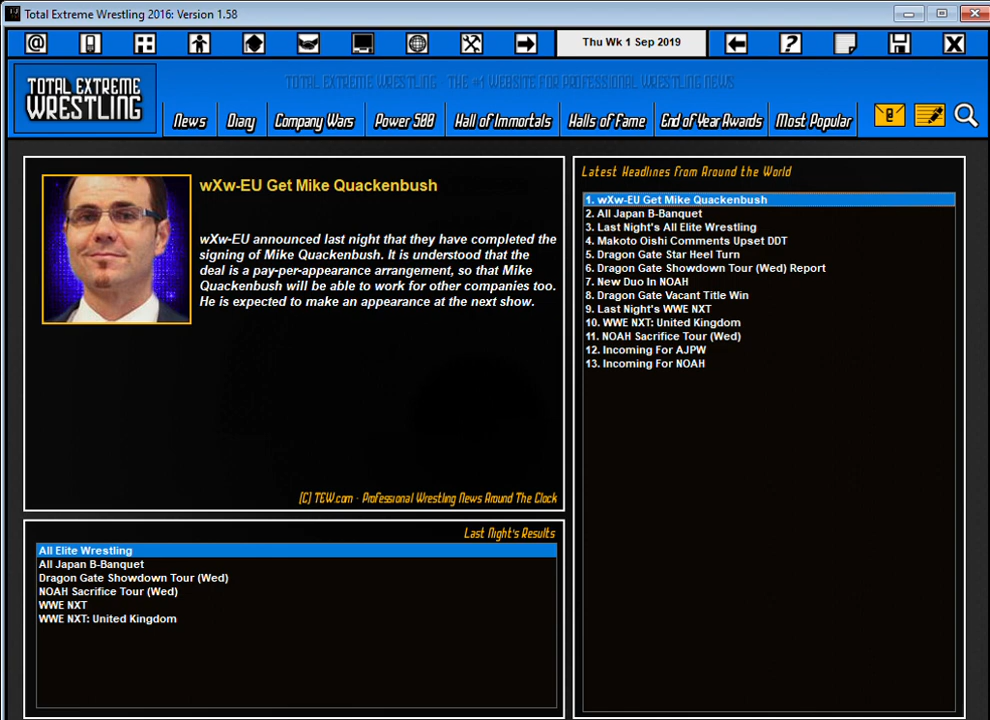 Total Extreme Wrestling 2016: Version 1.58
Thu Wk 1 Sep 2019
TOTAL EXTREME
WRESTLING
TOTAL EXTREME WRESTLING THE #1 WEBSITE FOR PROFESSIONAL WRESTLING NEWS
News
Diary
Company Wars
Power 500
Hall of Immortals
Halls of Fame
End of Year Awards
Most Popular
wXw-EU Get Mike Quackenbush
wXw-EU announced last night that they have completed the
signing of Mike Quackenbush. It is understood that the
deal is a pay-per-appearance arrangement, so that Mike
Quackenbush will be able to work for other companies too.
He is expected to make an appearance at the next show.
(C) TEW.com - Professional Wrestling News Around The Clock
Last Night's Results
All Elite Wrestling
All Japan B-Banquet
Dragon Gate Showdown Tour (Wed)
NOAH Sacrifice Tour (Wed)
WWE NXT
WWE NXT: United Kingdom
Latest Headlines From Around the World
1. wXw-EU Get Mike Quackenbush
2. All Japan B-Banquet
3. Last Night's All Elite Wrestling
4. Makoto Oishi Comments Upset DDT
5. Dragon Gate Star Heel Turn
6. Dragon Gate Showdown Tour (Wed) Report
7. New Duo In NOAH
8. Dragon Gate Vacant Title Win
9. Last Night's WWE NXT
10. WWE NXT: United Kingdom
11. NOAH Sacrifice Tour (Wed)
12. Incoming For AJPW
13. Incoming For NOAH